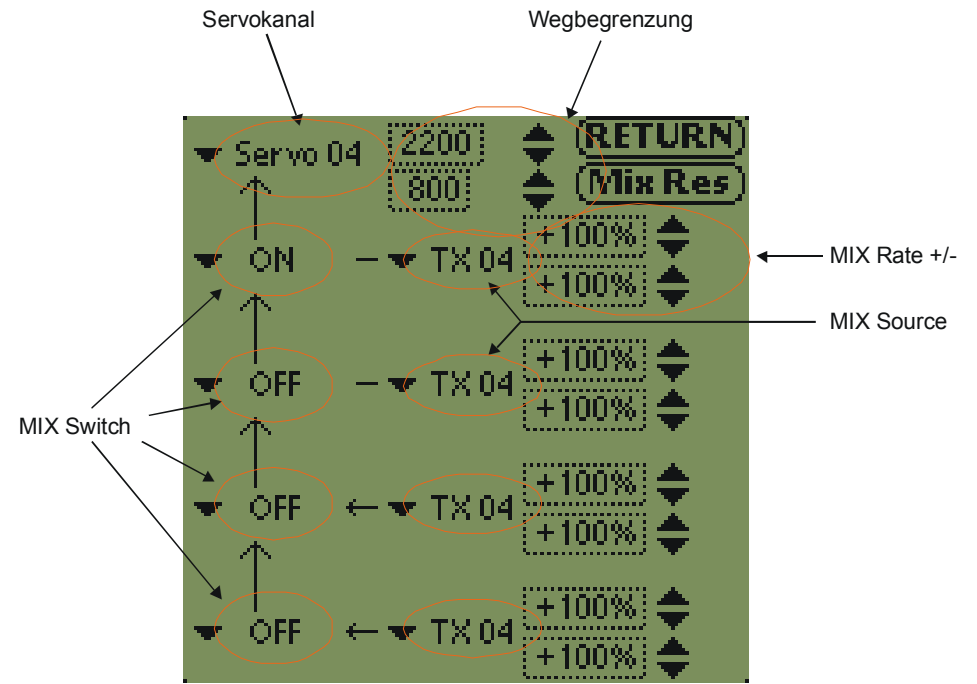 Servokanal
Wegbegrenzung
Servo 04
2200
RETURN
800
Mix Res
ON
TX 04
+100%
+100%
MIX Rate +/-
MIX Source
OFF
TX 04
+100%
+100%
MIX Switch
OFF
TX 04
+100%
+100%
OFF
TX 04
+100%
+100%